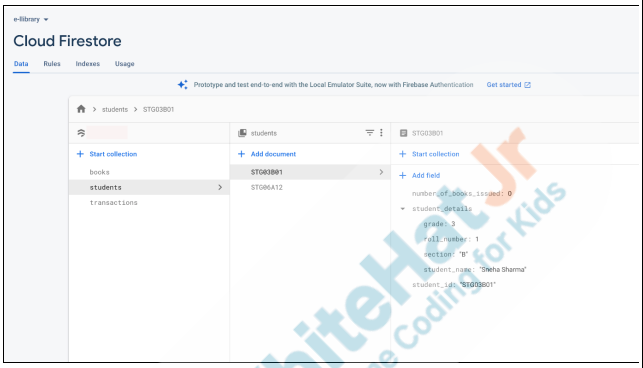 e-library
Cloud Firestore
Data Rules Indexes Usage
Prototype and test end-to-end with the Local Emulator Suite, now with Firebase Authentication Get started
> students > STG03B01
students
STG03B01
+ Start collection
+ Add document
+ Start collection
books
STG03B01 >
+ Add field
students >
STG06A12
transactions
number_of_books_issued: 0
student_details
grade: 3
roll_number: 1
section: "B"
student_name: "Sneha Sharma"
student_id: "STG03B01"
WhiteHat Jr
Coding for Kids